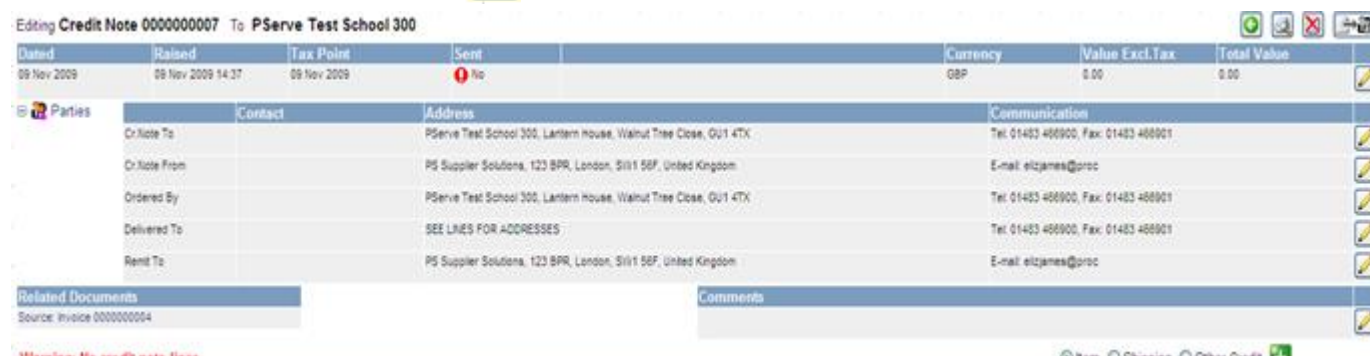 Editing Credit Note 0000000007 To PServe Test School 300
Dated Raised Tax Point Sent Currency Value Excl.Tax Total Value
09 Nov 2009 09 Nov 2009 14:37 09 Nov 2009 No GBP 0.00 0.00
Parties Contact Address Communication
Cr.Note To PServe Test School 300, Lantern House, Walnut Tree Close, GU1 4TX Tel: 01483 466900, Fax: 01483 466901
Cr.Note From PS Supplier Solutions, 123 BPR, London, SW1 56F, United Kingdom E-mail: elizjames@proc
Ordered By PServe Test School 300, Lantern House, Walnut Tree Close, GU1 4TX Tel: 01483 466900, Fax: 01483 466901
Delivered To SEE LINES FOR ADDRESSES Tel: 01483 466900, Fax: 01483 466901
Remit To PS Supplier Solutions, 123 BPR, London, SW1 56F, United Kingdom E-mail: elizjames@proc
Related Documents Comments
Source: Invoice 0000000004
Warning: No credit note lines Item Shipping Other Credit